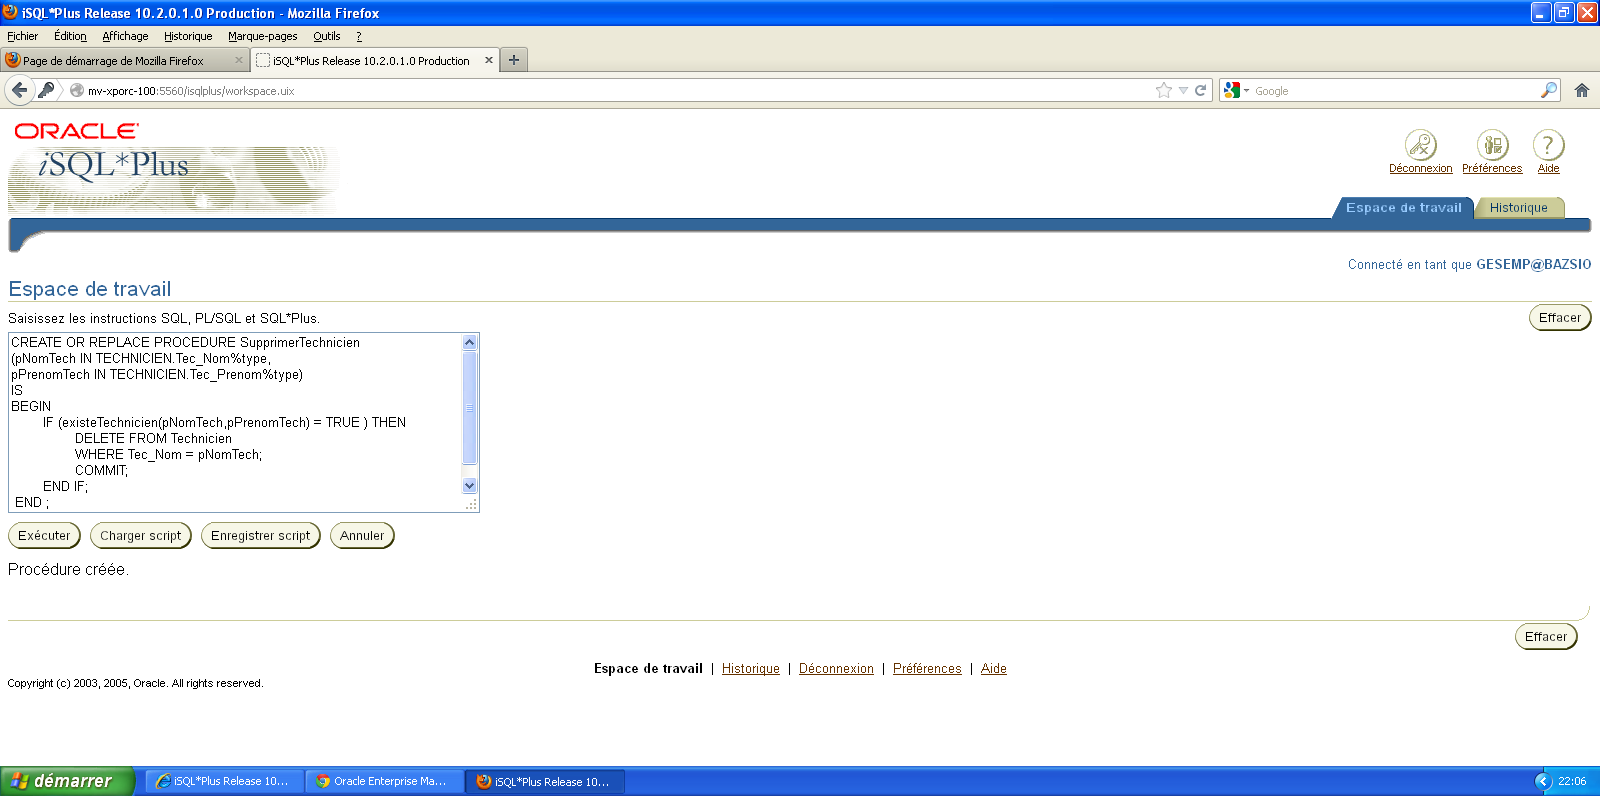 iSQL*Plus Release 10.2.0.1.0 Production - Mozilla Firefox
Fichier Édition Affichage Historique Marque-pages Outils ?
Page de démarrage de Mozilla Firefox × iSQL*Plus Release 10.2.0.1.0 Production × +
mv-xporc-100:5560/isqlplus/workspace.uix Google
ORACLE
iSQL*Plus
Déconnexion Préférences Aide
Espace de travail Historique
Connecté en tant que GESEMP@BAZSIO
Espace de travail
Saisissez les instructions SQL, PL/SQL et SQL*Plus.
Effacer
CREATE OR REPLACE PROCEDURE SupprimerTechnicien
(pNomTech IN TECHNICIEN.Tec_Nom%type,
pPrenomTech IN TECHNICIEN.Tec_Prenom%type)
IS
BEGIN
IF (existeTechnicien(pNomTech,pPrenomTech) = TRUE ) THEN
DELETE FROM Technicien
WHERE Tec_Nom = pNomTech;
COMMIT;
END IF;
END ;
Exécuter Charger script Enregistrer script Annuler
Procédure créée.
Effacer
Espace de travail | Historique | Déconnexion | Préférences | Aide
Copyright (c) 2003, 2005, Oracle. All rights reserved.
démarrer iSQL*Plus Release 10... Oracle Enterprise Ma... iSQL*Plus Release 10... 22:06